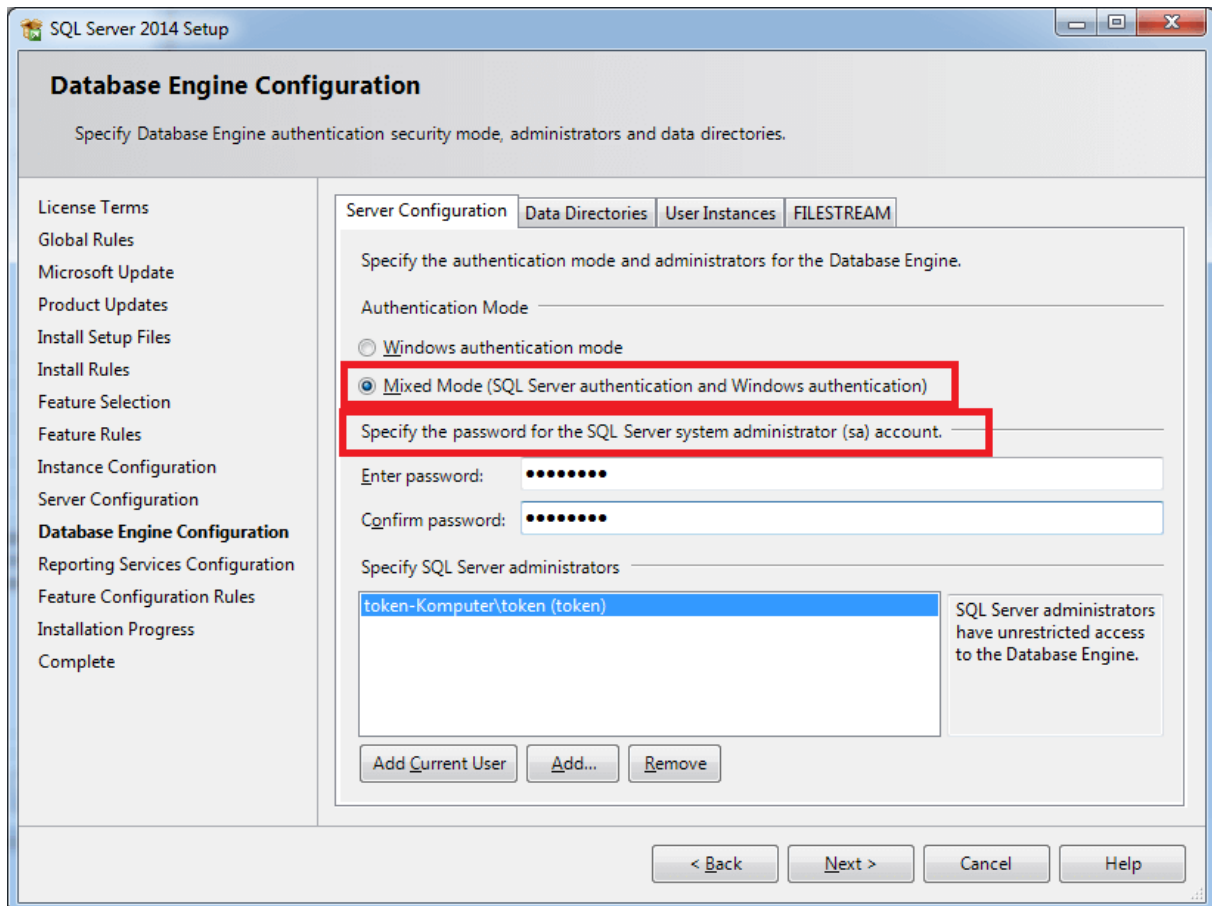 SQL Server 2014 Setup
Database Engine Configuration
Specify Database Engine authentication security mode, administrators and data directories.
License Terms
Global Rules
Microsoft Update
Product Updates
Install Setup Files
Install Rules
Feature Selection
Feature Rules
Instance Configuration
Server Configuration
Database Engine Configuration
Reporting Services Configuration
Feature Configuration Rules
Installation Progress
Complete
Server Configuration Data Directories User Instances FILESTREAM
Specify the authentication mode and administrators for the Database Engine.
Authentication Mode
Windows authentication mode
Mixed Mode (SQL Server authentication and Windows authentication)
Specify the password for the SQL Server system administrator (sa) account.
Enter password: ●●●●●●●●
Confirm password: ●●●●●●●●
Specify SQL Server administrators
token-Komputer\token (token)
SQL Server administrators
have unrestricted access
to the Database Engine.
Add Current User Add... Remove
< Back Next > Cancel Help